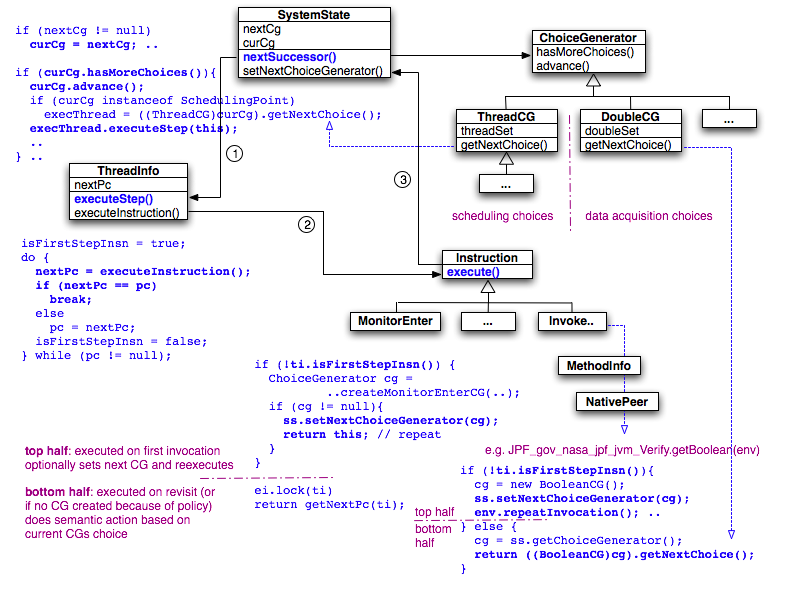 SystemState
nextCg
curCg
nextSuccessor()
setNextChoiceGenerator()
if (nextCg != null)
curCg = nextCg; ..
if (curCg.hasMoreChoices()){
curCg.advance();
if (curCg instanceof SchedulingPoint)
execThread = ((ThreadCG)curCg).getNextChoice();
execThread.executeStep(this);
..
} ..
ChoiceGenerator
hasMoreChoices()
advance()
ThreadCG
threadSet
getNextChoice()
DoubleCG
doubleSet
getNextChoice()
...
...
scheduling choices
data acquisition choices
1
2
3
ThreadInfo
nextPc
executeStep()
executeInstruction()
isFirstStepInsn = true;
do {
nextPc = executeInstruction();
if (nextPc == pc)
break;
else
pc = nextPc;
isFirstStepInsn = false;
} while (pc != null);
Instruction
execute()
MonitorEnter
...
Invoke..
MethodInfo
NativePeer
if (!ti.isFirstStepInsn()) {
ChoiceGenerator cg =
..createMonitorEnterCG(..);
if (cg != null){
ss.setNextChoiceGenerator(cg);
return this; // repeat
}
}
ei.lock(ti)
return getNextPc(ti);
top half: executed on first invocation
optionally sets next CG and reexecutes
bottom half: executed on revisit (or
if no CG created because of policy)
does semantic action based on
current CGs choice
e.g. JPF_gov_nasa_jpf_jvm_Verify.getBoolean(env)
if (!ti.isFirstStepInsn()){
cg = new BooleanCG();
ss.setNextChoiceGenerator(cg);
env.repeatInvocation(); ..
} else {
cg = ss.getChoiceGenerator();
return ((BooleanCG)cg).getNextChoice();
}
top half
bottom
half